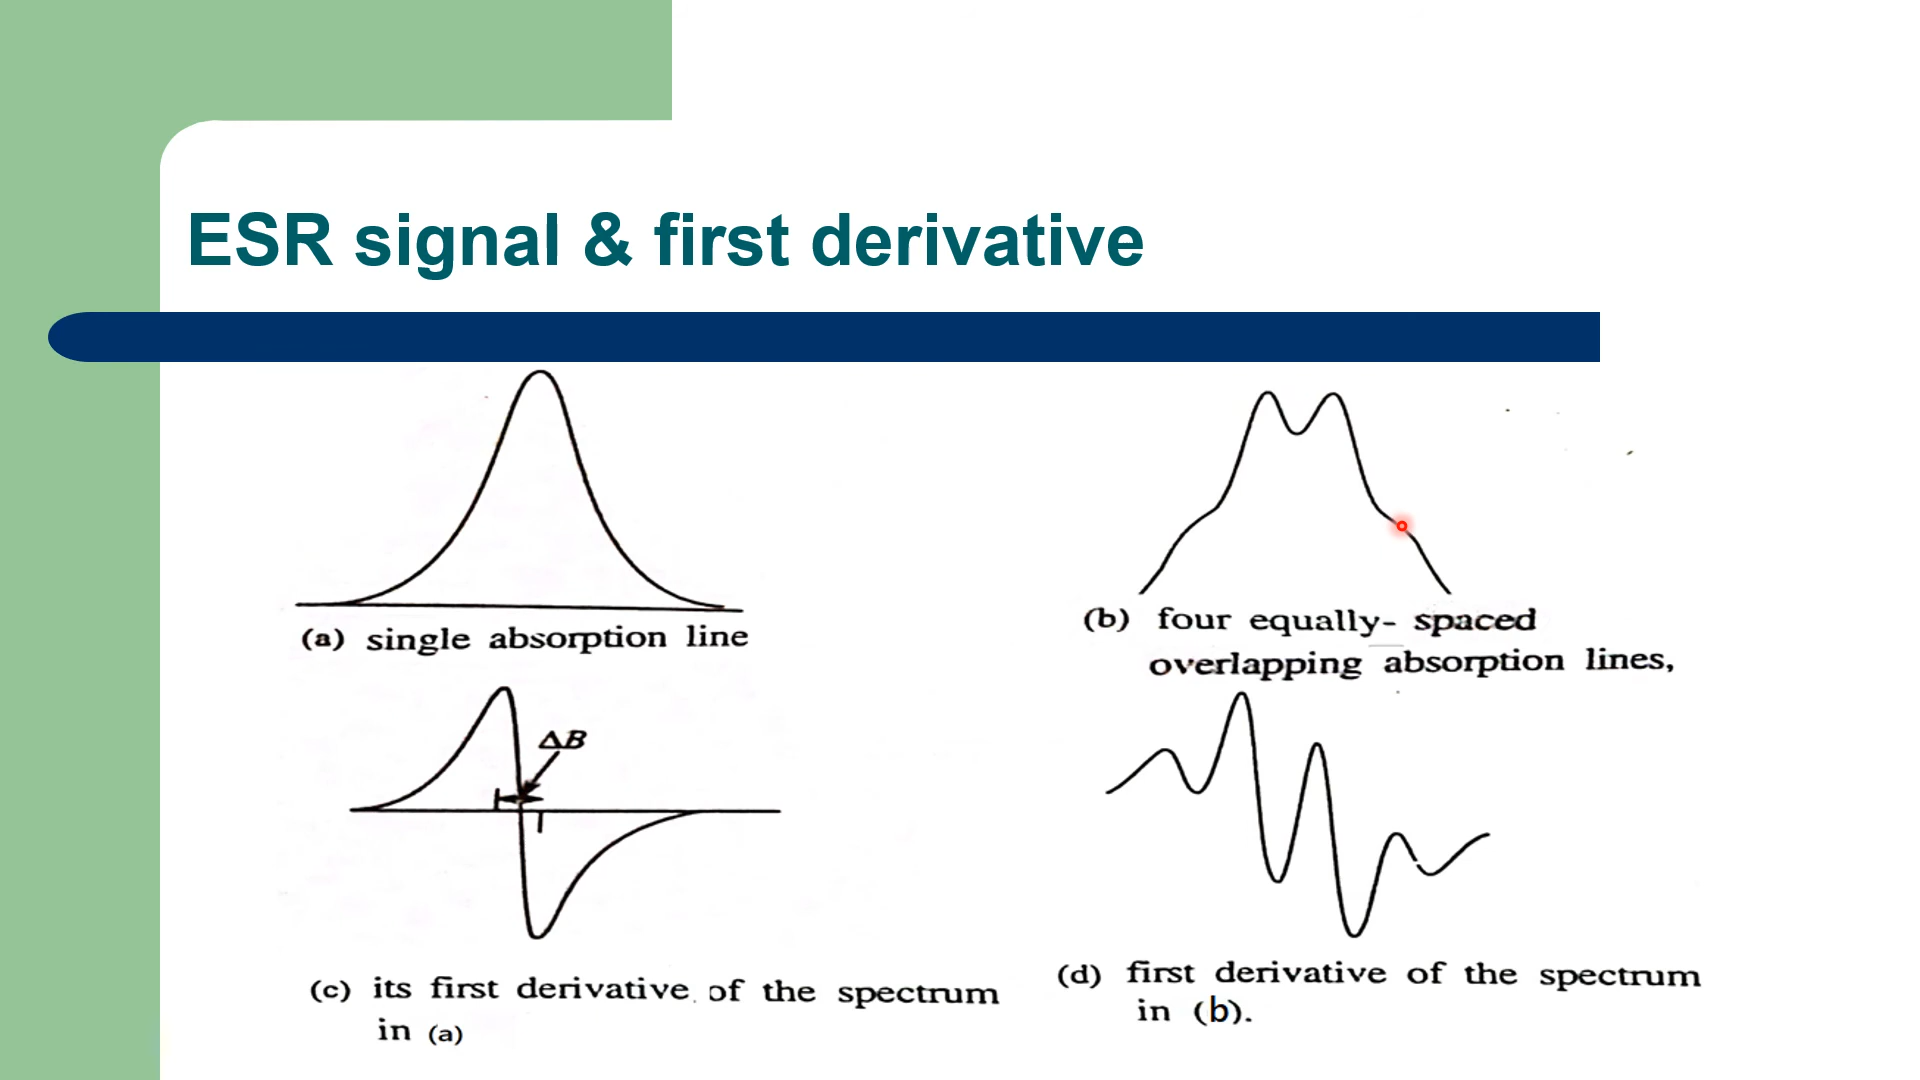 ESR signal & first derivative
(a) single absorption line
(b) four equally- spaced
overlapping absorption lines,
ΔB
(c) its first derivative of the spectrum
in (a)
(d) first derivative of the spectrum
in (b).